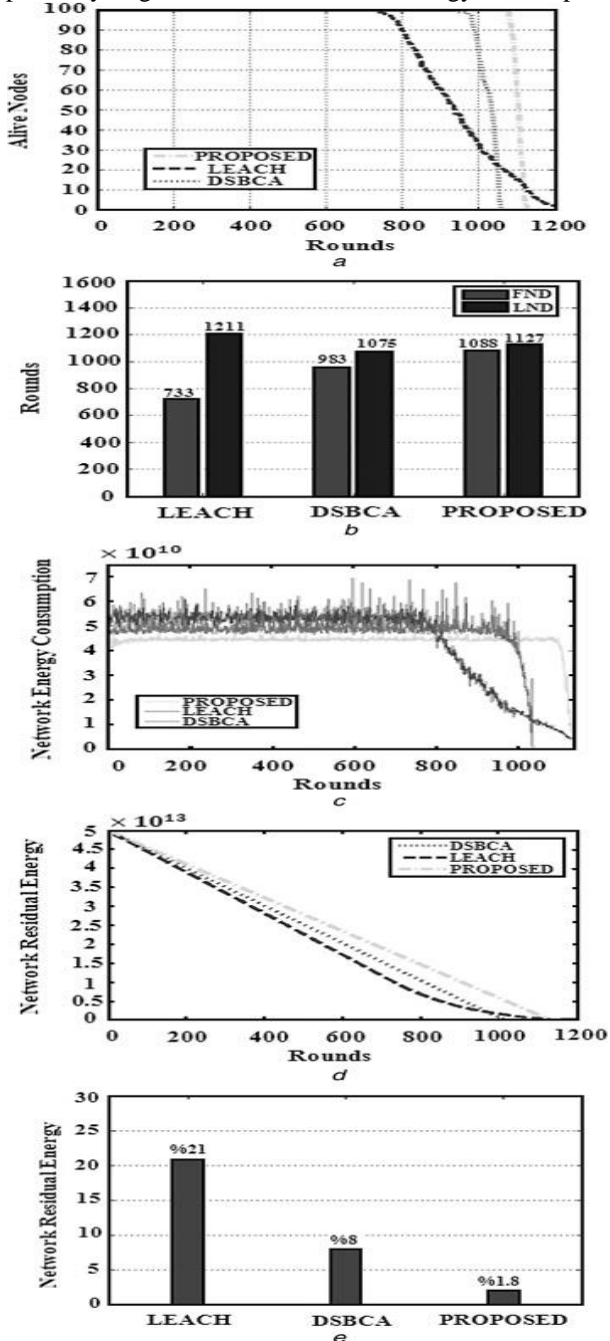 100
90
80
70
60
50
40
30
20
10
0
Alive Nodes
PROPOSED
LEACH
DSBCA
0 200 400 600 800 1000 1200
Rounds
a
1600
1400
1200
1000
800
600
400
200
0
Rounds
FND
LND
733 1211 983 1075 1088 1127
LEACH DSBCA PROPOSED
b
× 10^10
7
6
5
4
3
2
1
0
Network Energy Consumption
PROPOSED
LEACH
DSBCA
0 200 400 600 800 1000
Rounds
c
× 10^13
5
4.5
3.5
3
2.5
2
1.5
1
0.5
0
Network Residual Energy
DSBCA
LEACH
PROPOSED
200 400 600 800 1000 1200
Rounds
d
30
25
20
15
10
5
0
Network Residual Energy
%21 %8 %1.8
LEACH DSBCA PROPOSED
e